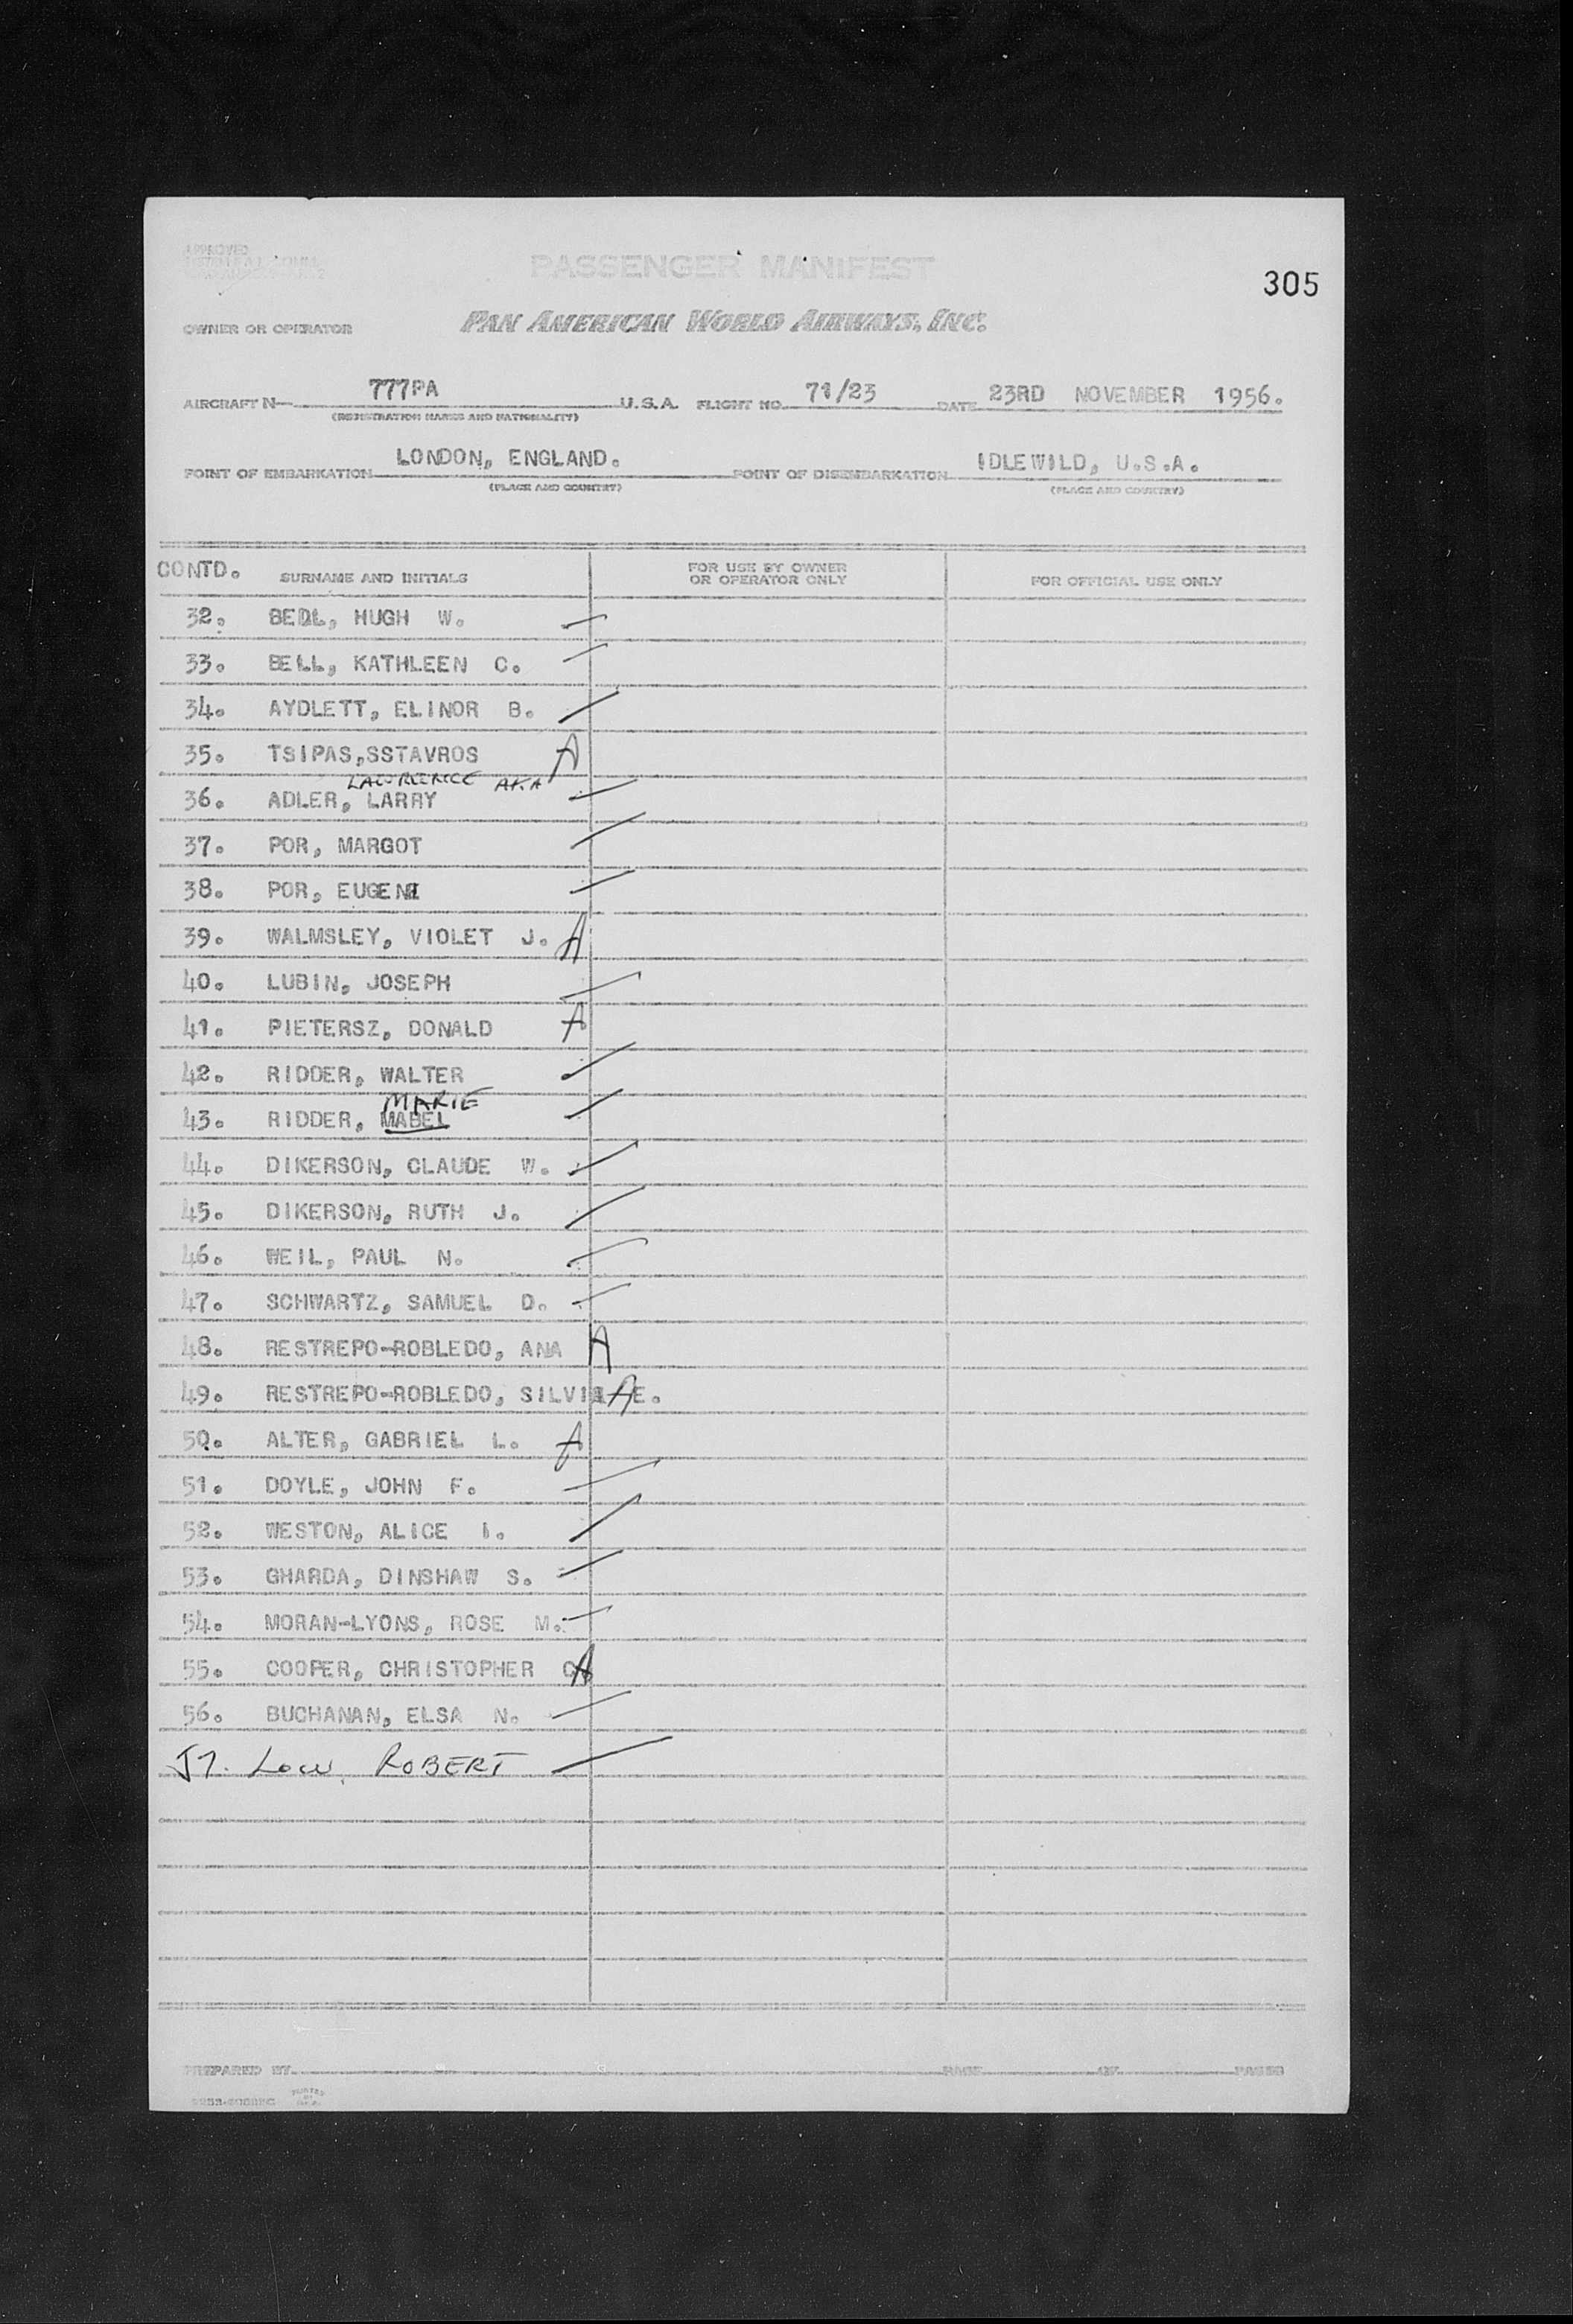 APPROVED
PASSENGER MANIFEST
305
OWNER OR OPERATOR PAN AMERICAN WORLD AIRWAYS, INC.
AIRCRAFT N— 777PA U.S.A. FLIGHT NO. 71/23 DATE 23RD NOVEMBER 1956.
(REGISTRATION MARKS AND NATIONALITY)
POINT OF EMBARKATION LONDON, ENGLAND. POINT OF DISEMBARKATION IDLEWILD, U.S.A.
(PLACE AND COUNTRY) (PLACE AND COUNTRY)
CONTD. SURNAME AND INITIALS FOR USE BY OWNER OR OPERATOR ONLY FOR OFFICIAL USE ONLY
32. BELL, HUGH W.
33. BELL, KATHLEEN C.
34. AYDLETT, ELINOR B.
35. TSIPAS,SSTAVROS A
LAWRENCE AKA
36. ADLER, LARRY
37. POR, MARGOT
38. POR, EUGENE
39. WALMSLEY, VIOLET J. A
40. LUBIN, JOSEPH
41. PIETERSZ, DONALD A
42. RIDDER, WALTER
MARIE
43. RIDDER, MABEL
44. DIKERSON, CLAUDE W.
45. DIKERSON, RUTH J.
46. WEIL, PAUL N.
47. SCHWARTZ, SAMUEL D.
48. RESTREPO-ROBLEDO, ANA A
49. RESTREPO-ROBLEDO, SILVIA A E.
50. ALTER, GABRIEL L. A
51. DOYLE, JOHN F.
52. WESTON, ALICE I.
53. GHARDA, DINSHAW S.
54. MORAN-LYONS, ROSE M.
55. COOPER, CHRISTOPHER C. A
56. BUCHANAN, ELSA N.
57. Low, ROBERT
PREPARED BY PAGE OF PAGES